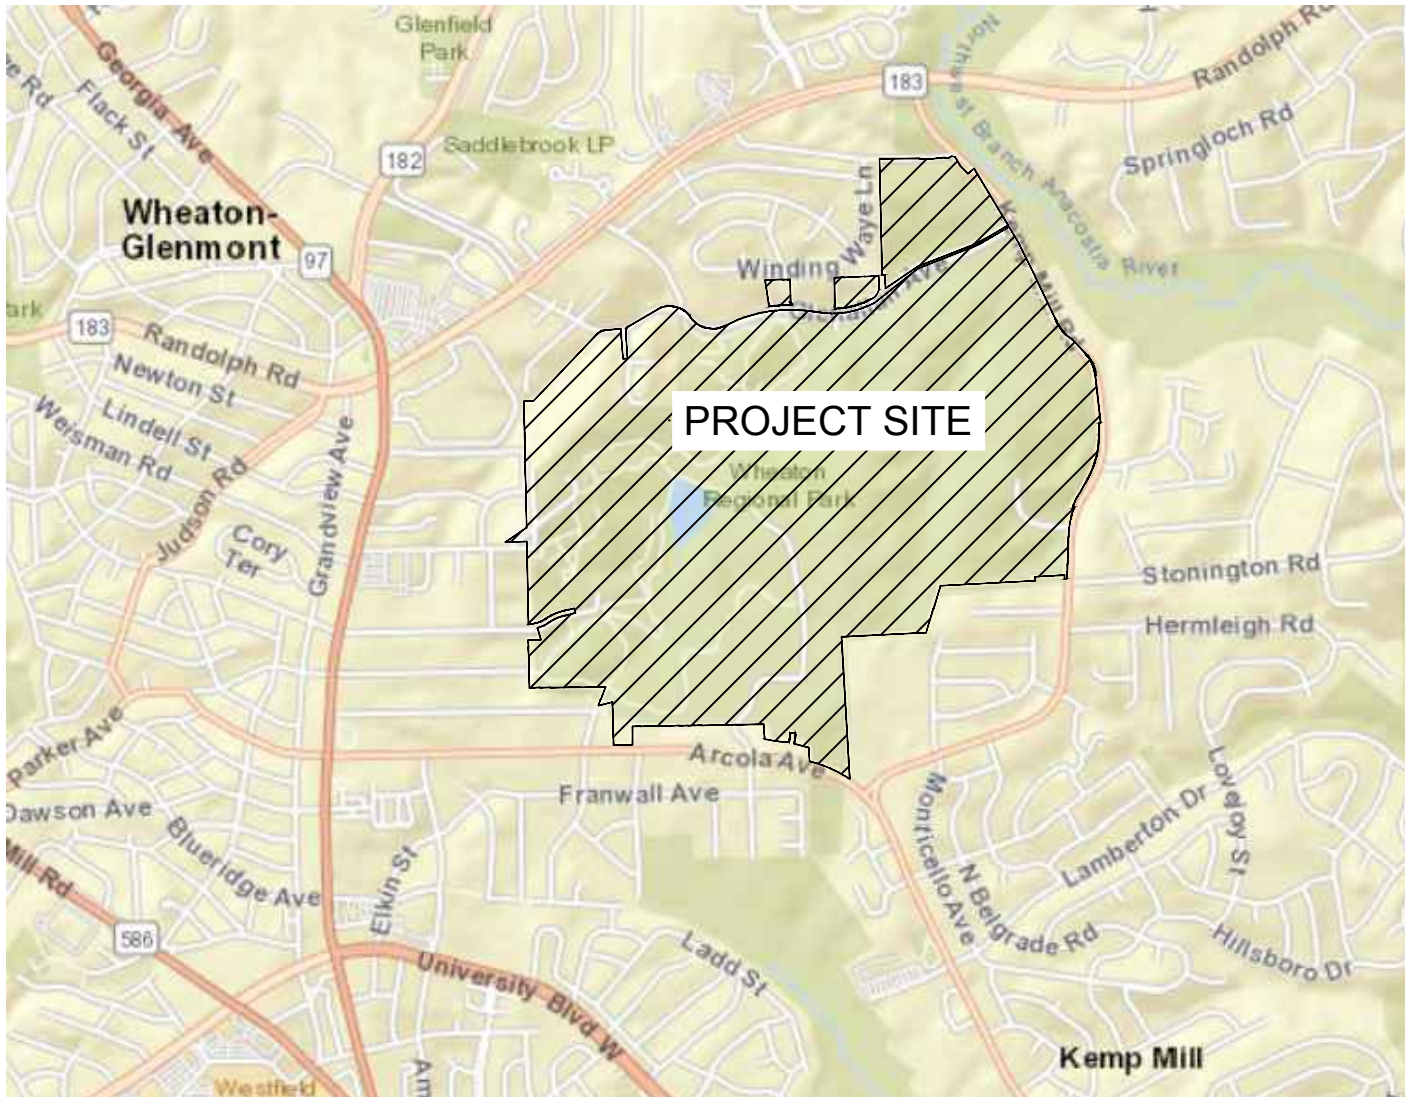 Glenfield
Park
Randolph Rd
Georgia Ave
183
Northwest Branch Anacostia River
Flack St
Springloch Rd
182
Saddlebrook LP
Waye Ln
Wheaton-
Glenmont
Kemp Mill Rd
97
Winding
183
Randolph Rd
Newton St
PROJECT SITE
Lindell St
Weisman Rd
Grandview Ave
Judson Rd
Wheaton
Regional Park
Cory
Ter
Stonington Rd
Hermleigh Rd
Parker Ave
Arcola Ave
Franwall Ave
Dawson Ave
Monticello Ave
Lovejoy St
Lamberton Dr
Blueridge Ave
Mill Rd
Elkin St
N Belgrade Rd
586
Ladd St
Hillsboro Dr
University Blvd W
Kemp Mill
Westfield